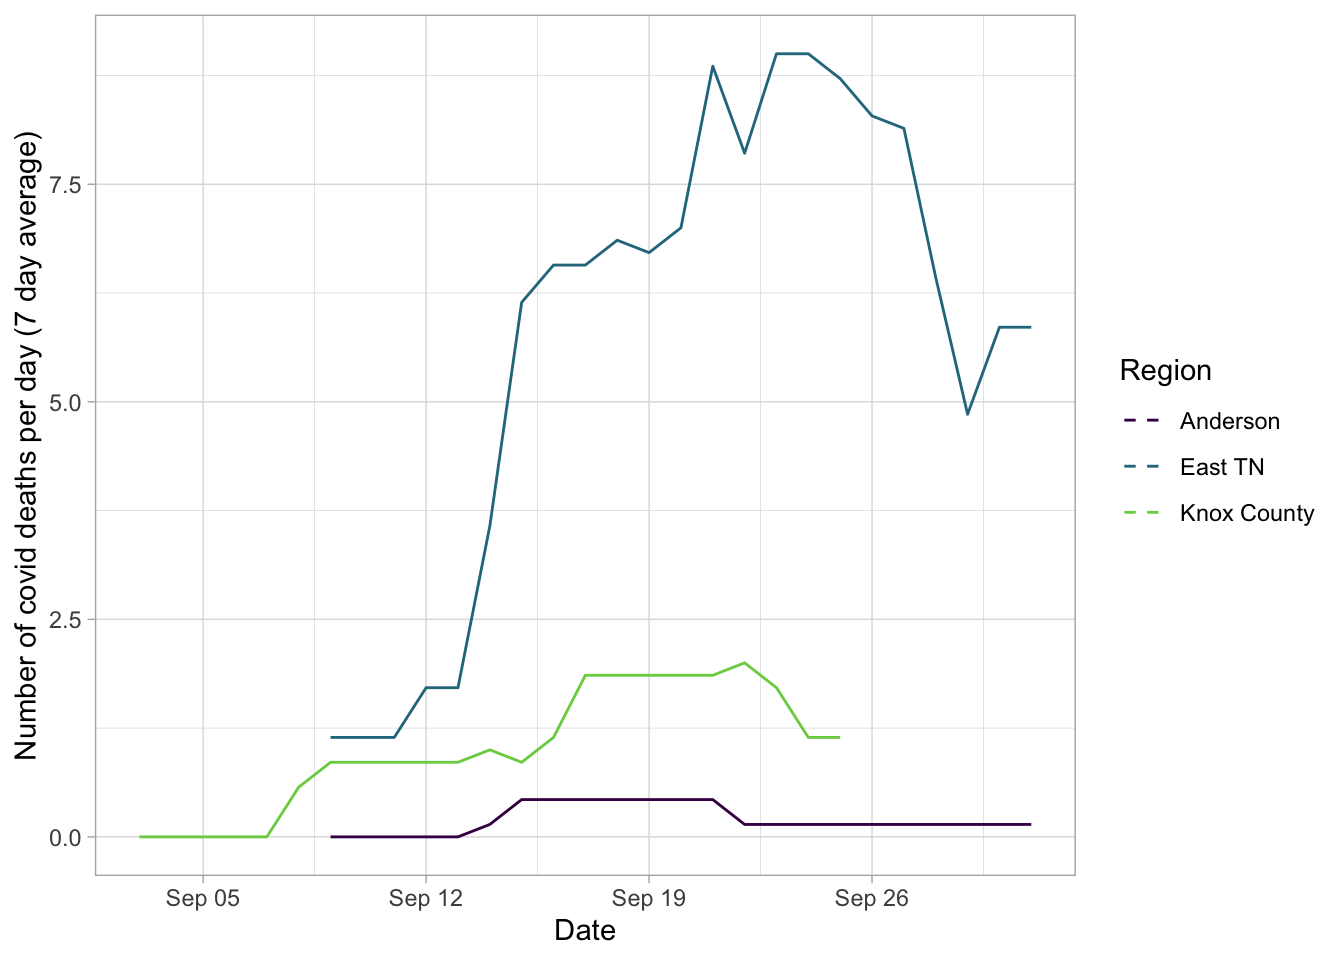 Number of covid deaths per day (7 day average)
7.5
5.0
2.5
0.0
Sep 05
Sep 12
Sep 19
Sep 26
Date
Region
Anderson
East TN
Knox County